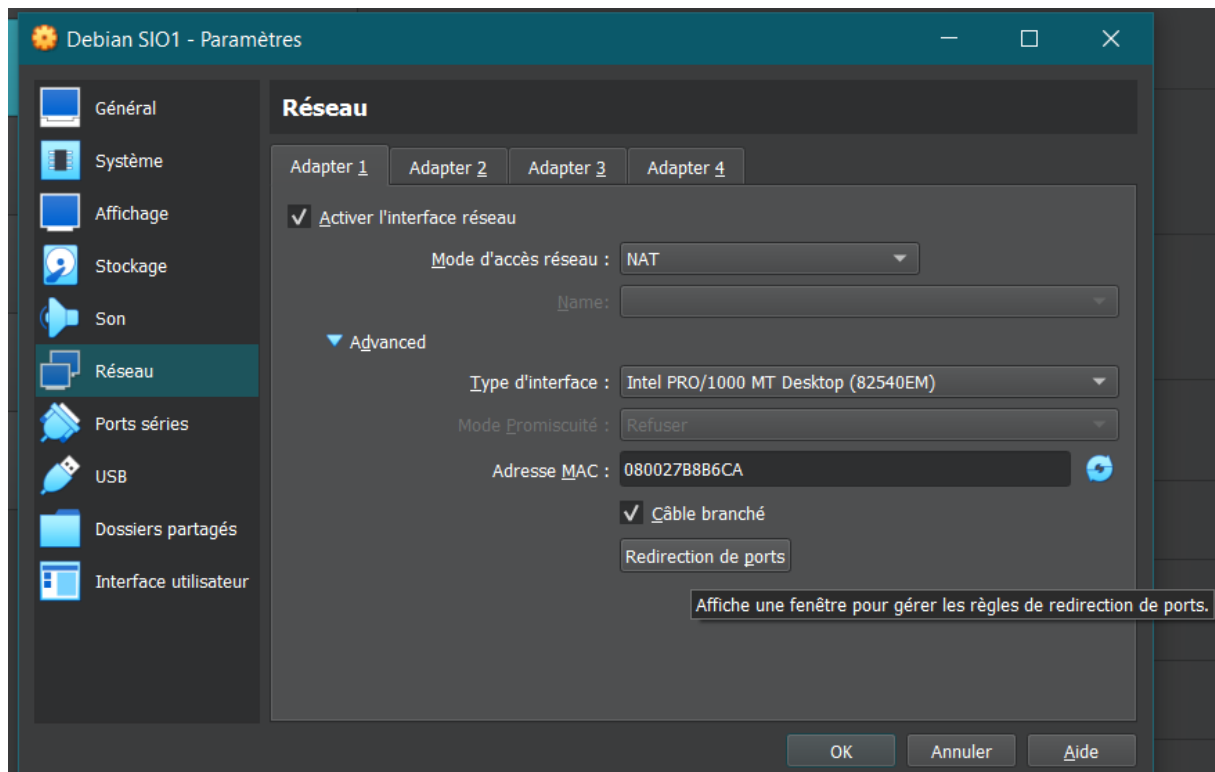 Debian SIO1 - Paramètres
Général
Système
Affichage
Stockage
Son
Réseau
Ports séries
USB
Dossiers partagés
Interface utilisateur
Réseau
Adapter 1 Adapter 2 Adapter 3 Adapter 4
Activer l'interface réseau
Mode d'accès réseau : NAT
Name:
Advanced
Type d'interface : Intel PRO/1000 MT Desktop (82540EM)
Mode Promiscuité : Refuser
Adresse MAC : 080027B8B6CA
Câble branché
Redirection de ports
Affiche une fenêtre pour gérer les règles de redirection de ports.
OK Annuler Aide